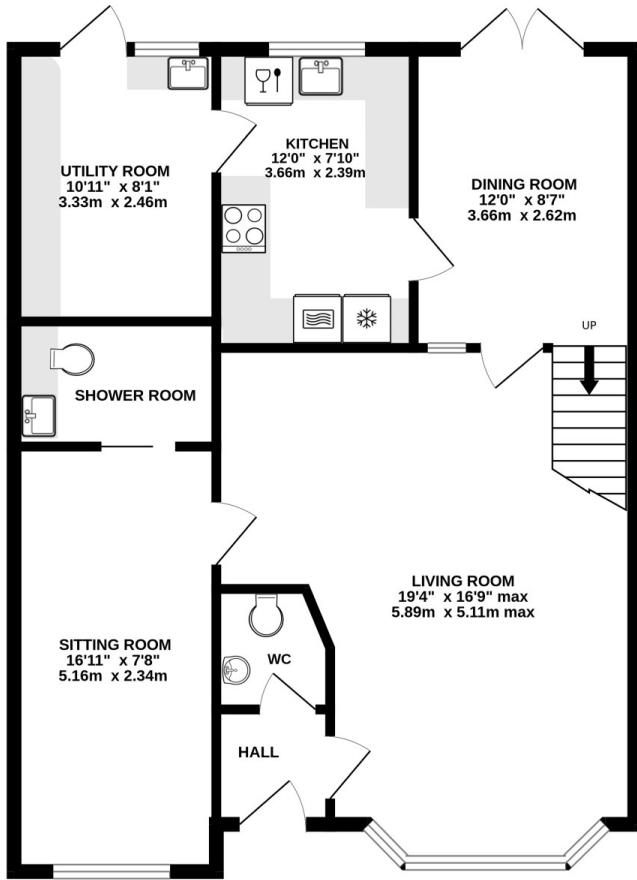 UTILITY ROOM
10'11" x 8'1"
3.33m x 2.46m
KITCHEN
12'0" x 7'10"
3.66m x 2.39m
DINING ROOM
12'0" x 8'7"
3.66m x 2.62m
UP
SHOWER ROOM
LIVING ROOM
19'4" x 16'9" max
5.89m x 5.11m max
SITTING ROOM
16'11" x 7'8"
5.16m x 2.34m
WC
HALL